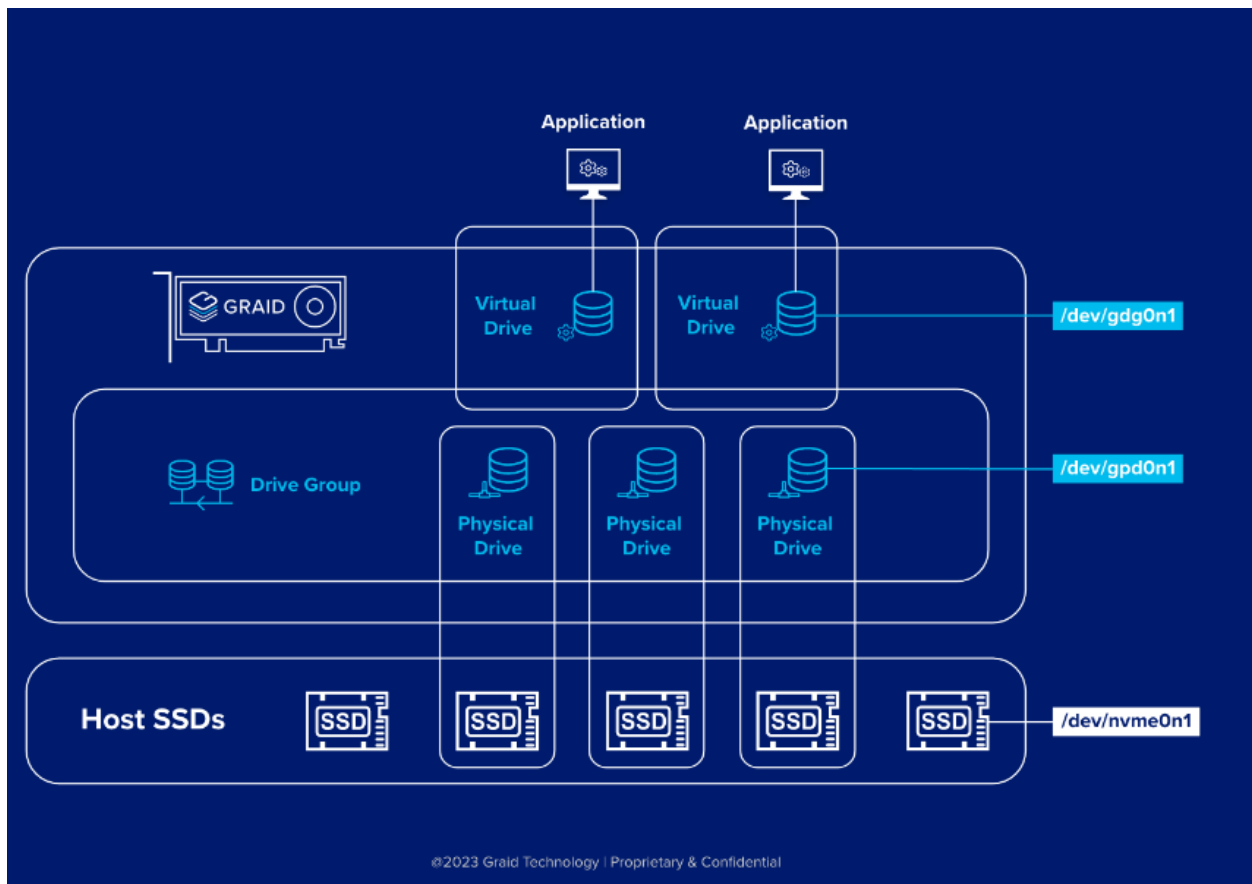 Application
Application
GRAID
Virtual
Drive
Virtual
Drive
/dev/gdg0n1
Drive Group
Physical
Drive
Physical
Drive
Physical
Drive
/dev/gpd0n1
Host SSDs
SSD
SSD
SSD
SSD
SSD
/dev/nvme0n1
@2023 Graid Technology | Proprietary & Confidential